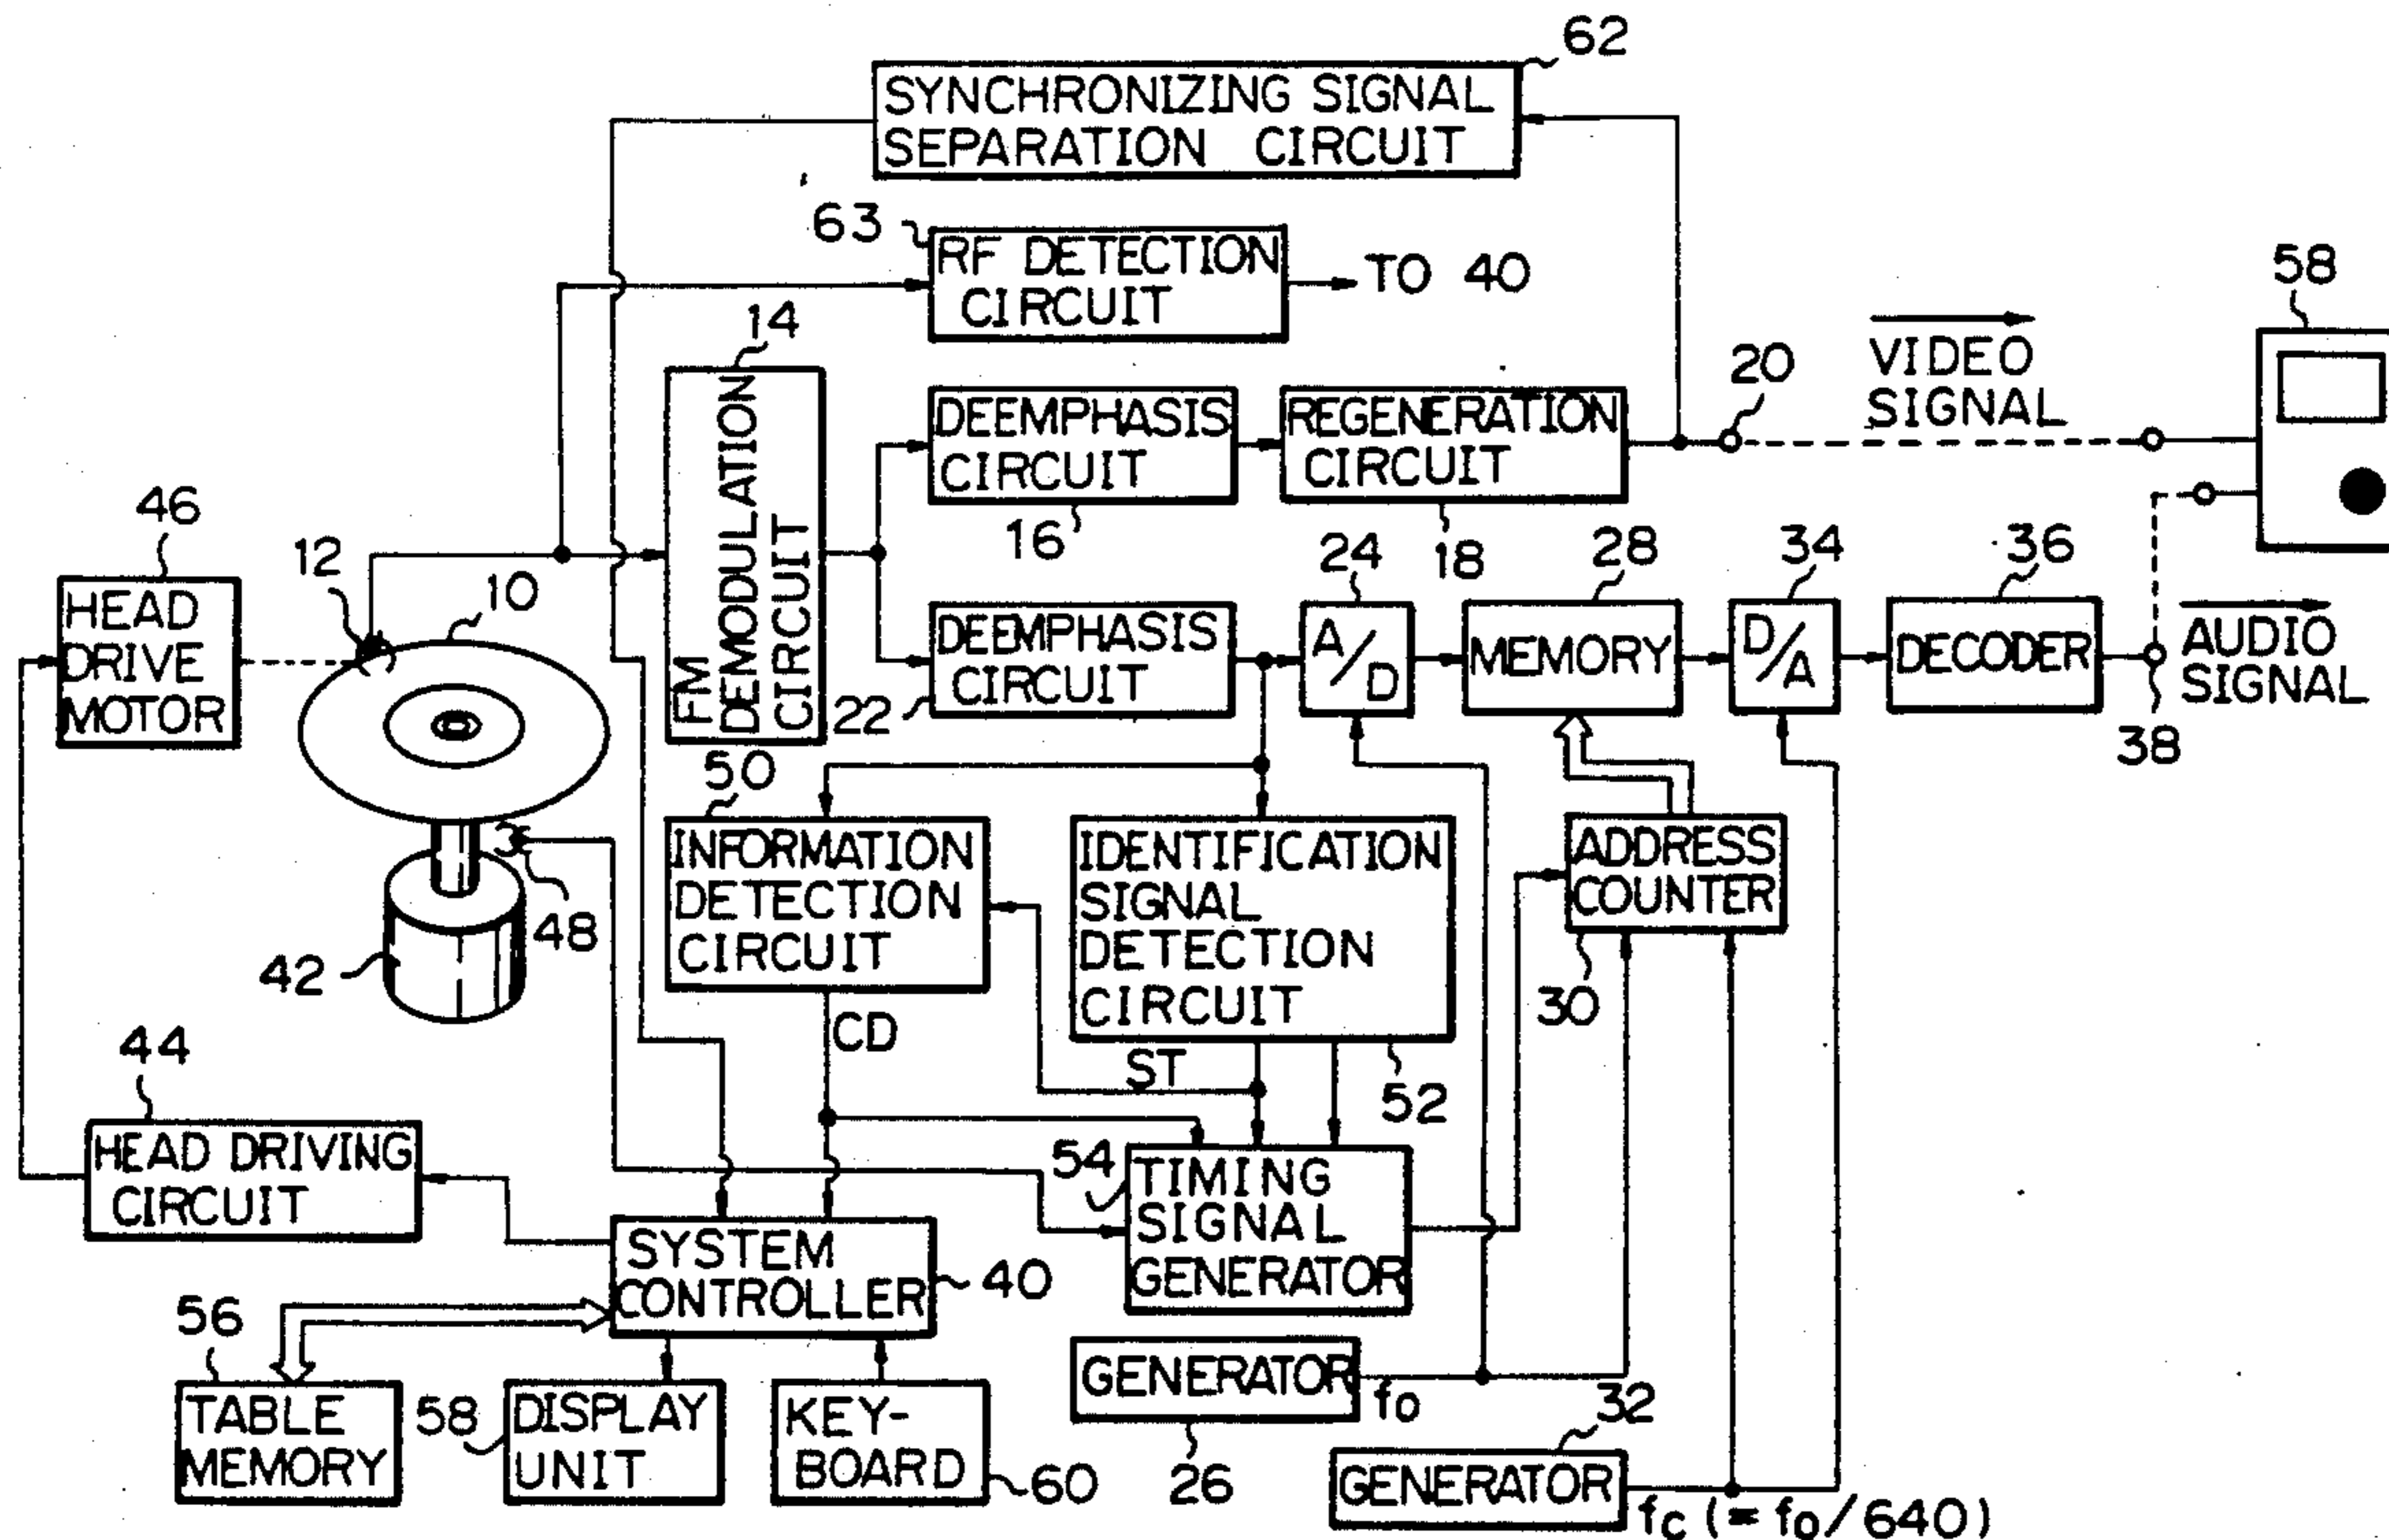 62
SYNCHRONIZING SIGNAL
SEPARATION CIRCUIT
63
RF DETECTION
CIRCUIT
TO 40
58
14
FM
DEMODULATION
CIRCUIT
DEEMPHASIS
CIRCUIT
16
REGENERATION
CIRCUIT
18
20
VIDEO
SIGNAL
46
HEAD
DRIVE
MOTOR
12
10
DEEMPHASIS
CIRCUIT
22
24
A/D
28
MEMORY
34
D/A
36
DECODER
AUDIO
SIGNAL
38
48
42
50
INFORMATION
DETECTION
CIRCUIT
CD
IDENTIFICATION
SIGNAL
DETECTION
CIRCUIT
ST
52
ADDRESS
COUNTER
30
44
HEAD DRIVING
CIRCUIT
54
TIMING
SIGNAL
GENERATOR
SYSTEM
CONTROLLER
40
56
TABLE
MEMORY
58
DISPLAY
UNIT
KEY-
BOARD
60
GENERATOR
fo
26
32
GENERATOR
fc (= fo/640)